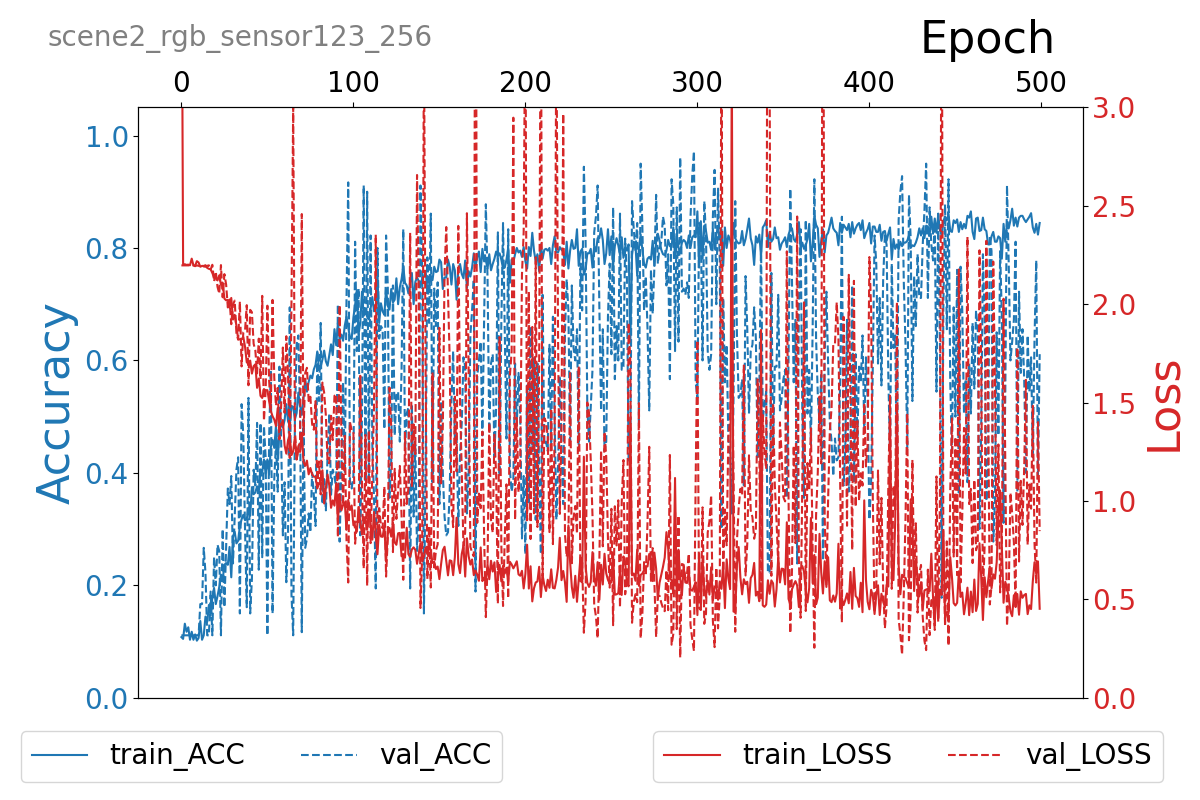 scene2_rgb_sensor123_256
Epoch
0 100 200 300 400 500
1.0
0.8
0.6
0.4
0.2
0.0
Accuracy
3.0
2.5
2.0
1.5
1.0
0.5
0.0
Loss
train_ACC val_ACC
train_LOSS val_LOSS